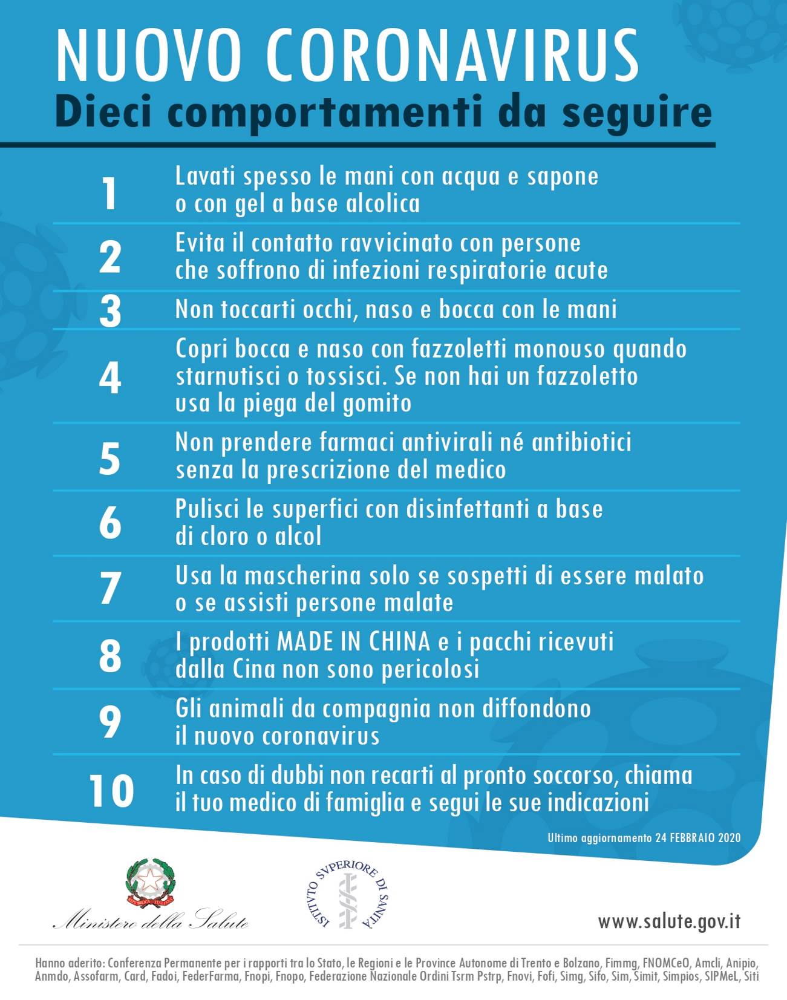 NUOVO CORONAVIRUS
Dieci comportamenti da seguire
1
Lavati spesso le mani con acqua e sapone
o con gel a base alcolica
2
Evita il contatto ravvicinato con persone
che soffrono di infezioni respiratorie acute
3
Non toccarti occhi, naso e bocca con le mani
4
Copri bocca e naso con fazzoletti monouso quando
starnutisci o tossisci. Se non hai un fazzoletto
usa la piega del gomito
5
Non prendere farmaci antivirali né antibiotici
senza la prescrizione del medico
6
Pulisci le superfici con disinfettanti a base
di cloro o alcol
7
Usa la mascherina solo se sospetti di essere malato
o se assisti persone malate
8
I prodotti MADE IN CHINA e i pacchi ricevuti
dalla Cina non sono pericolosi
9
Gli animali da compagnia non diffondono
il nuovo coronavirus
10
In caso di dubbi non recarti al pronto soccorso, chiama
il tuo medico di famiglia e segui le sue indicazioni
Ultimo aggiornamento 24 FEBBRAIO 2020
REPVBBLICA ITALIANA
Ministero della Salute
ISTITVTO SVPERIORE DI SANITÀ
www.salute.gov.it
Hanno aderito: Conferenza Permanente per i rapporti tra lo Stato, le Regioni e le Province Autonome di Trento e Bolzano, Fimmg, FNOMCeO, Amcli, Anipio,
Anmdo, Assofarm, Card, Fadoi, FederFarma, Fnopi, Fnopo, Federazione Nazionale Ordini Tsrm Pstrp, Fnovi, Fofi, Simg, Sifo, Sim, Simit, Simpios, SIPMeL, Siti